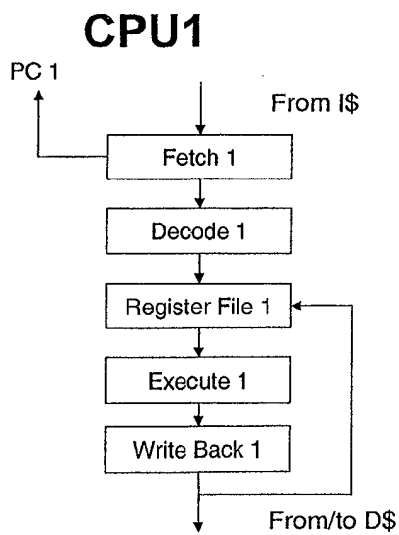 CPU1
PC 1
From I$
Fetch 1
Decode 1
Register File 1
Execute 1
Write Back 1
From/to D$